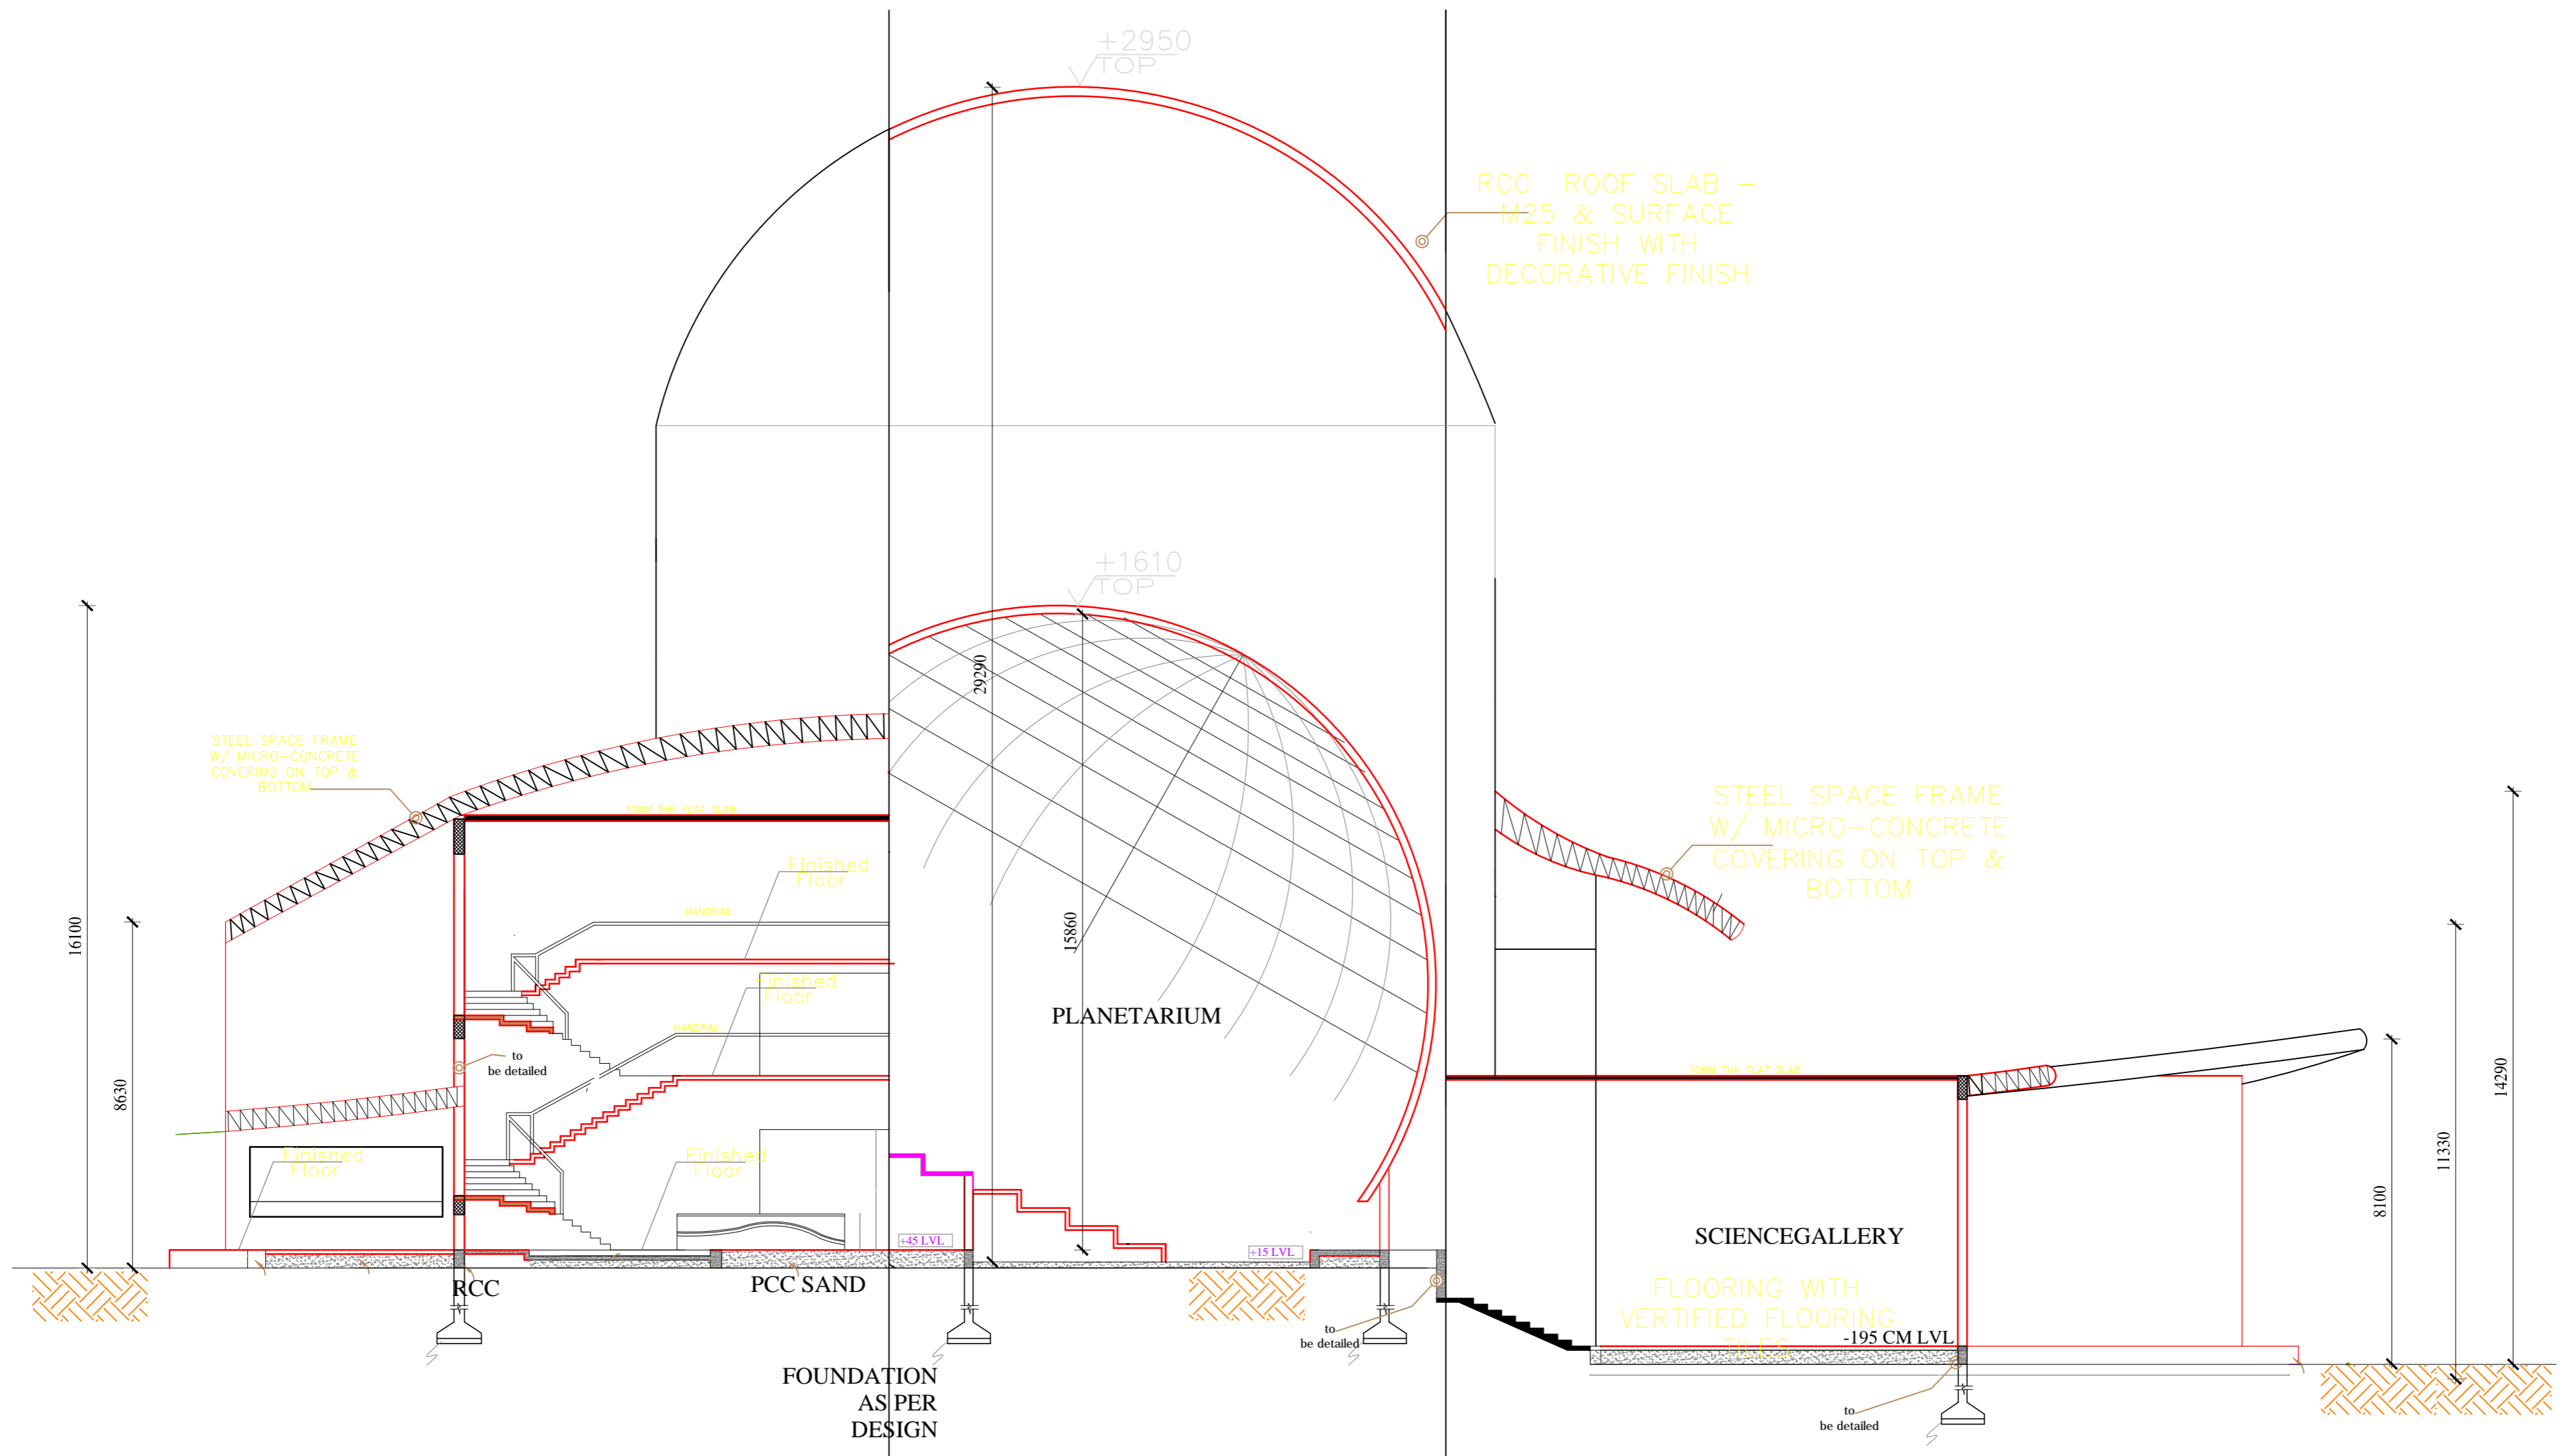 +2950
TOP
RCC ROOF SLAB -
M25 & SURFACE
FINISH WITH
DECORATIVE FINISH
+1610
TOP
29290
15860
16100
8630
STEEL SPACE FRAME
W/ MICRO-CONCRETE
COVERING ON TOP &
BOTTOM
10MM THK FLAT SLAB
Finished
Floor
HANDRAIL
Finished
Floor
HANDRAIL
to
be detailed
Finished
Floor
Finished
Floor
PLANETARIUM
STEEL SPACE FRAME
W/ MICRO-CONCRETE
COVERING ON TOP &
BOTTOM
10MM THK FLAT SLAB
14290
11330
8100
+45 LVL
+15 LVL
SCIENCEGALLERY
FLOORING WITH
VERTIFIED FLOORING
TILES
-195 CM LVL
RCC
PCC SAND
to
be detailed
FOUNDATION
AS PER
DESIGN
to
be detailed